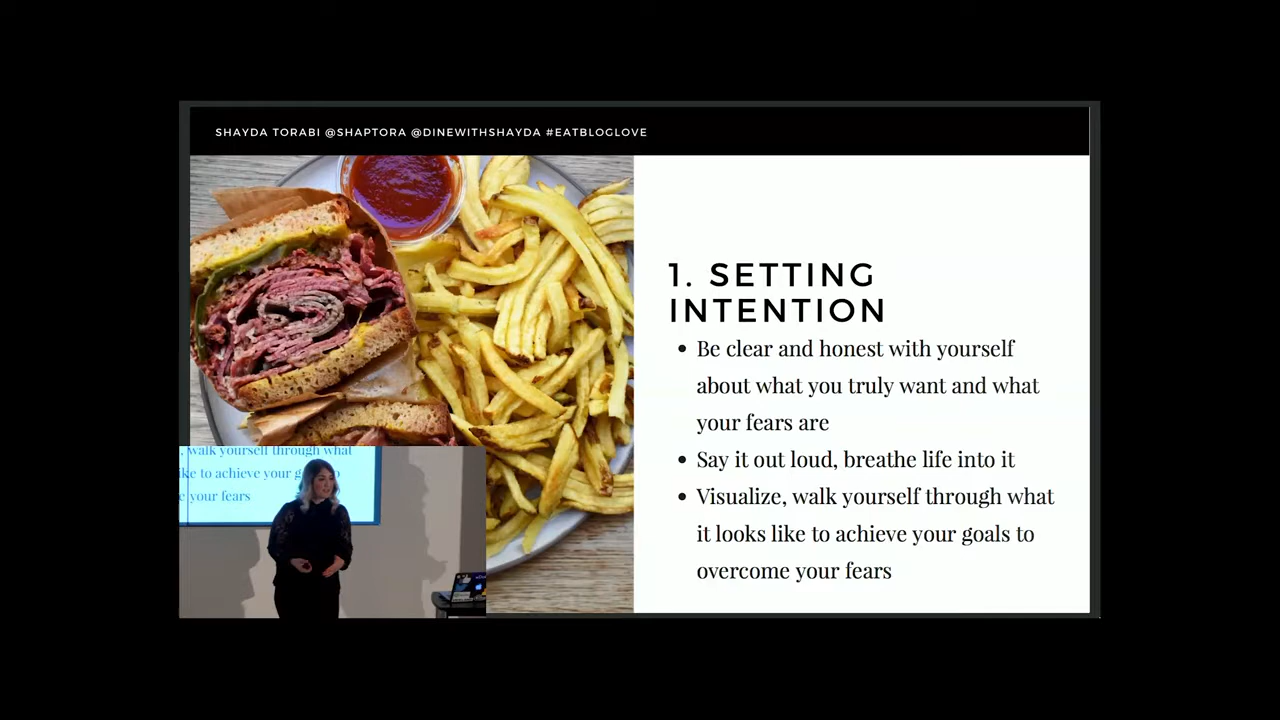 SHAYDA TORABI @SHAPTORA @DINEWITHSHAYDA #EATBLOGLOVE
1. SETTING
INTENTION
• Be clear and honest with yourself
about what you truly want and what
your fears are
• Say it out loud, breathe life into it
• Visualize, walk yourself through what
it looks like to achieve your goals to
overcome your fears
, walk yourself through what
ike to achieve your go
your fears